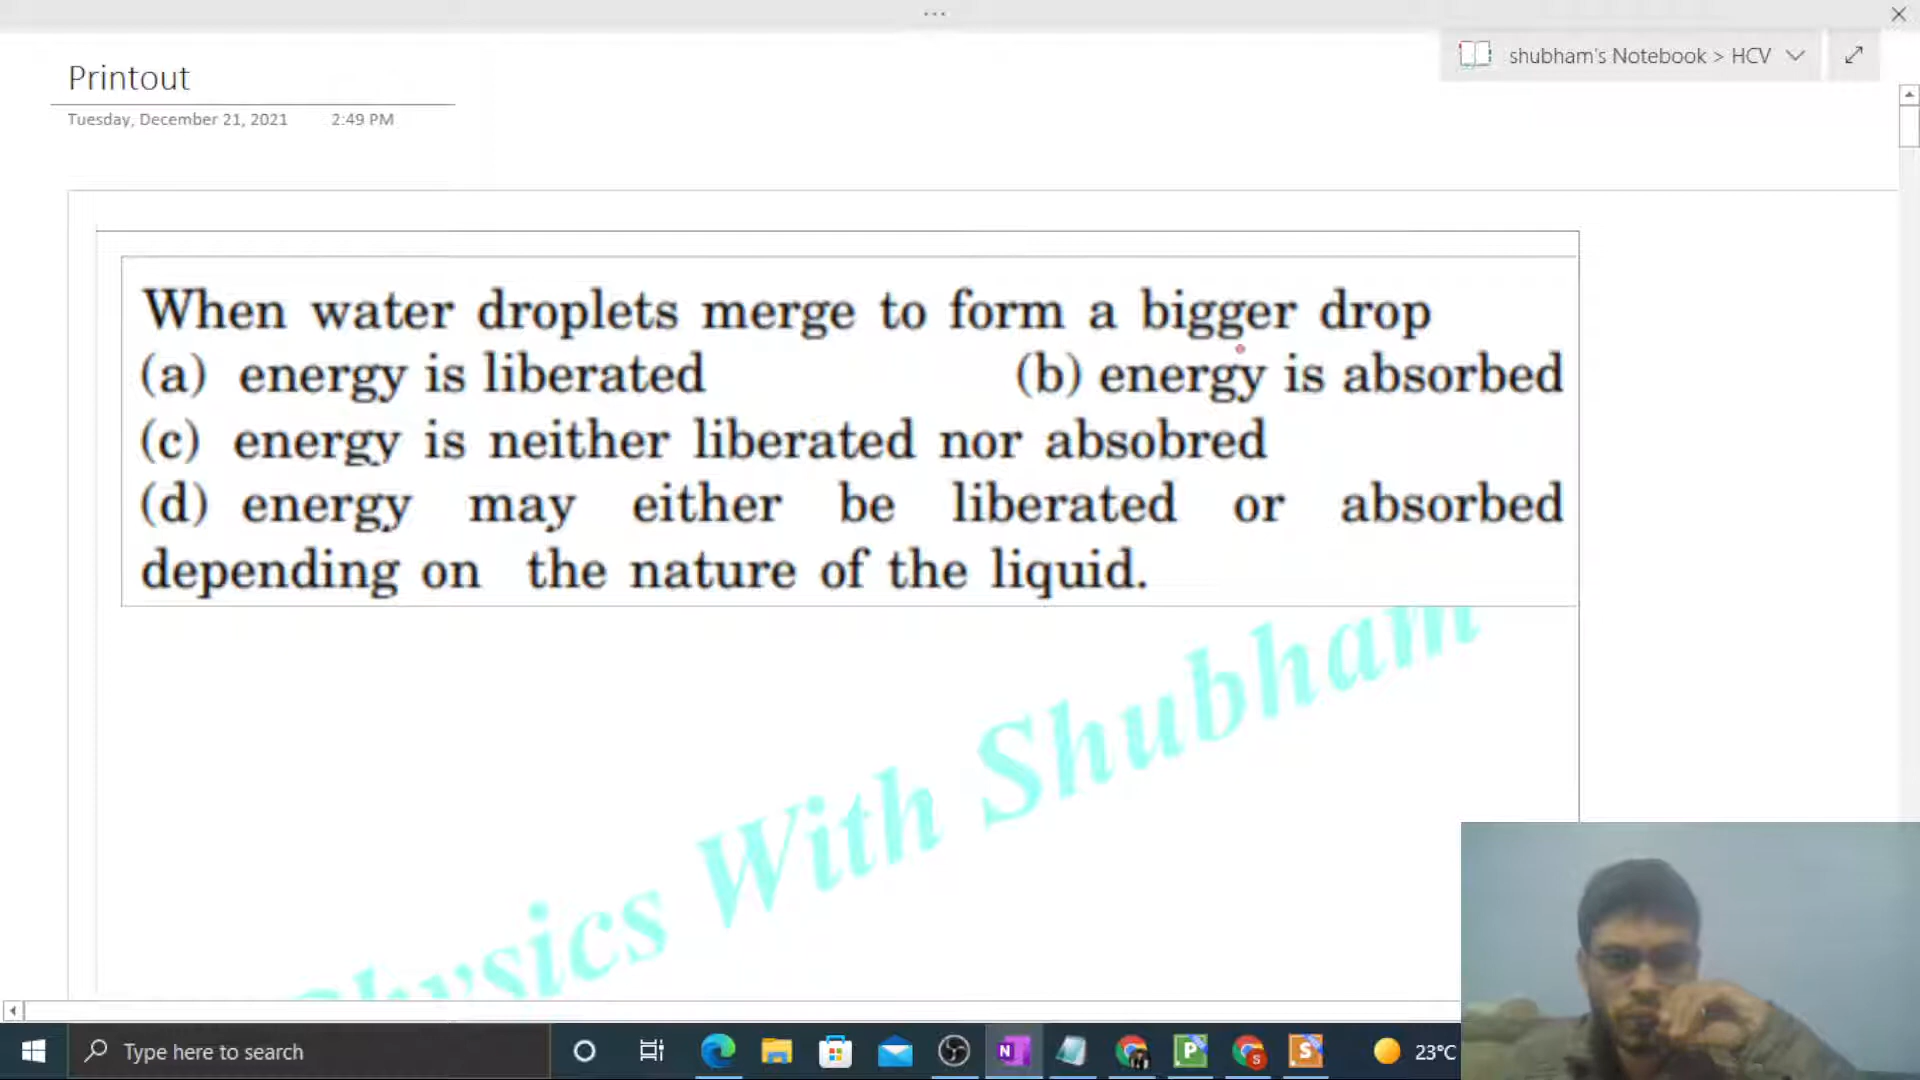 ...
shubham's Notebook > HCV
Printout
Tuesday, December 21, 2021 2:49 PM
When water droplets merge to form a bigger drop
(a) energy is liberated (b) energy is absorbed
(c) energy is neither liberated nor absobred
(d) energy may either be liberated or absorbed
depending on the nature of the liquid.
Physics With Shubham
Type here to search
23°C